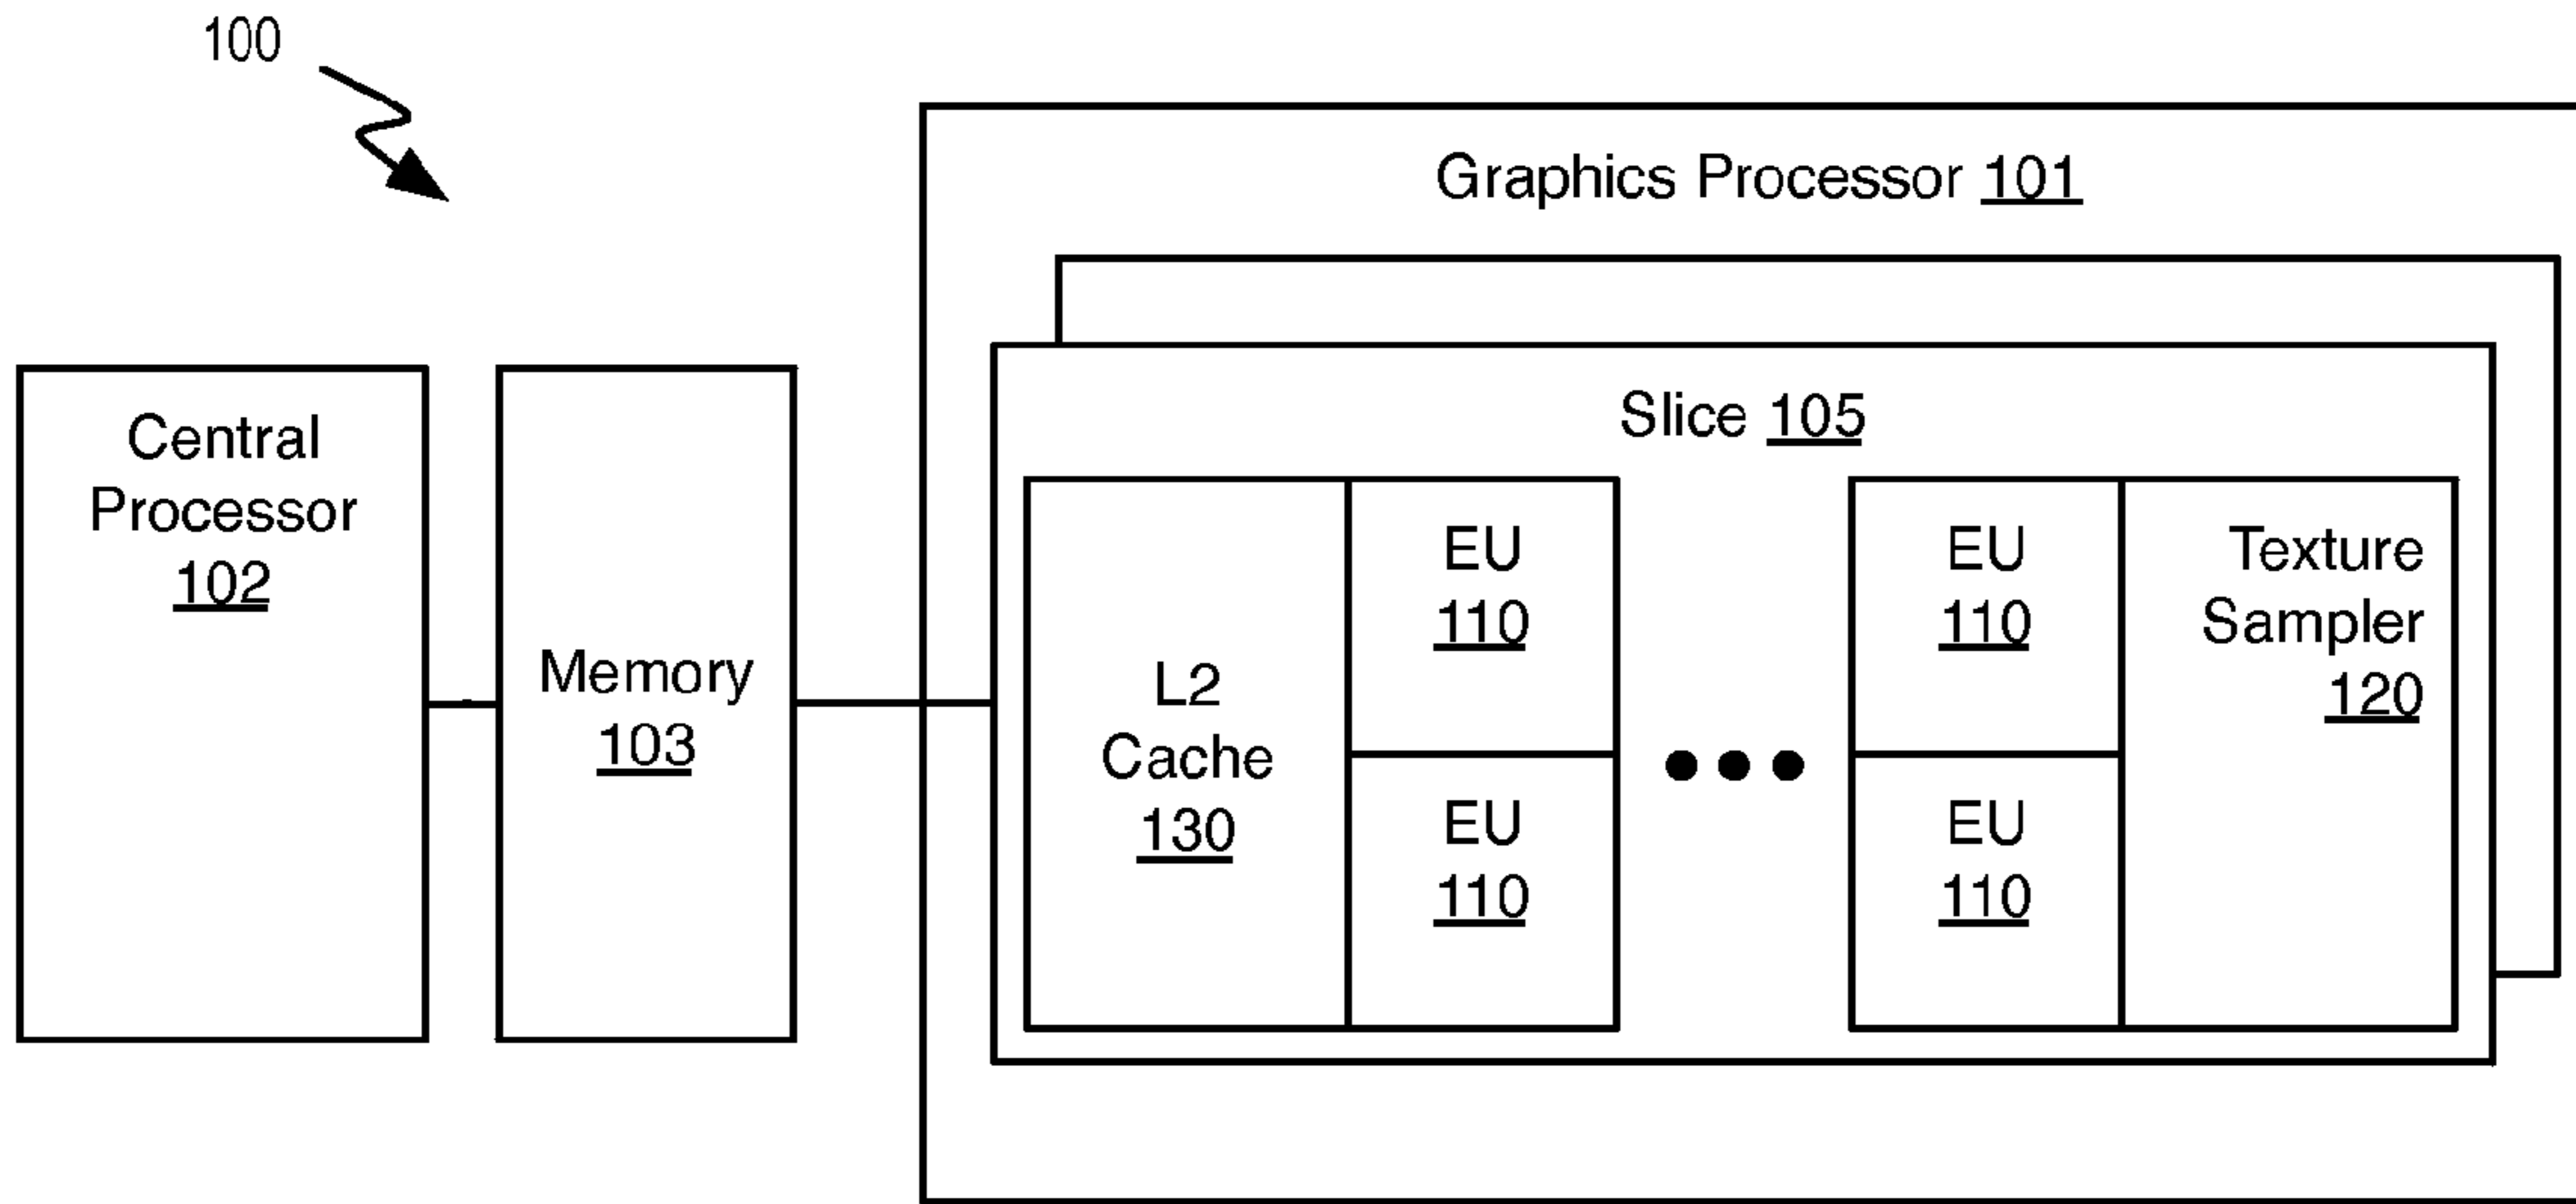 100
Graphics Processor 101
Slice 105
Central
Processor
102
Memory
103
L2
Cache
130
EU
110
EU
110
EU
110
EU
110
Texture
Sampler
120